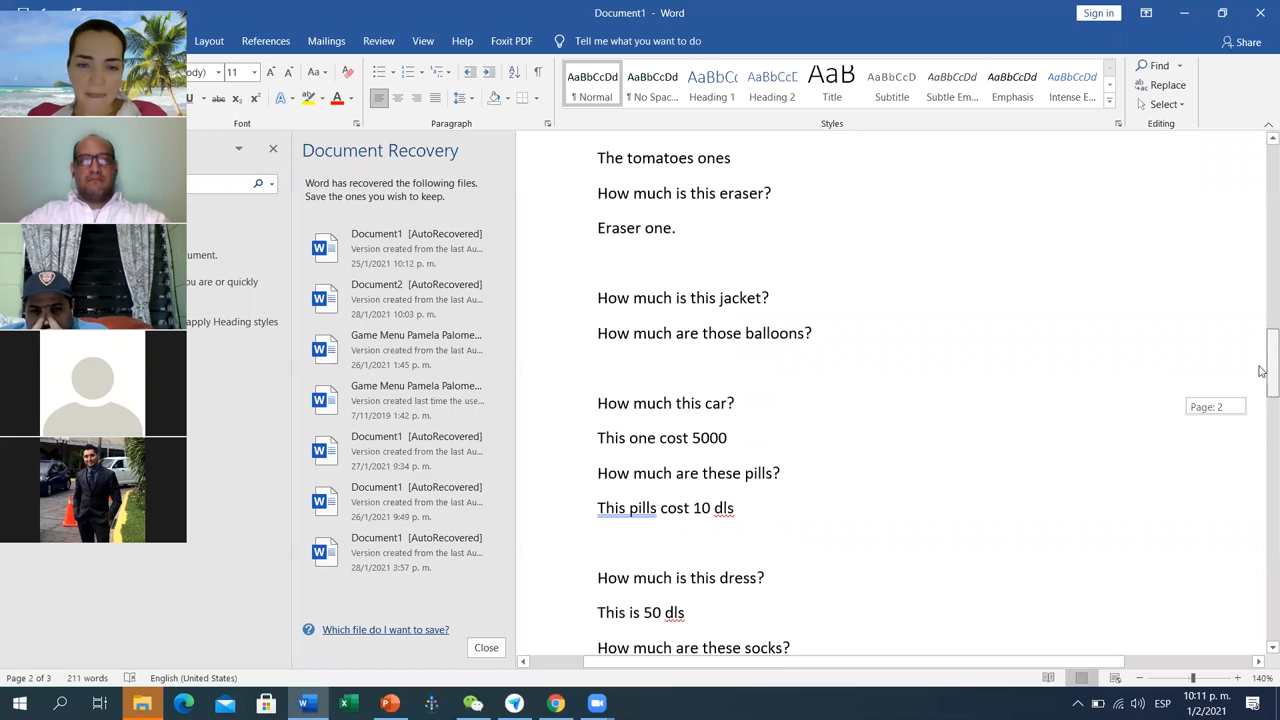 Document1 - Word
Sign in
Layout References Mailings Review View Help Foxit PDF Tell me what you want to do
Share
11
Aa
abc x₂ x²
AaBbCcDd AaBbCcDd AaBbCc AaBbCcD AaB AaBbCcDd AaBbCcDd AaBbCcDd AaBbCcDd
¶ Normal ¶ No Spac... Heading 1 Heading 2 Title Subtitle Subtle Em... Emphasis Intense E...
Find
Replace
Select
Font Paragraph Styles Editing
ument.
ou are or quickly
apply Heading styles
Document Recovery
Word has recovered the following files.
Save the ones you wish to keep.
Document1 [AutoRecovered]
Version created from the last Au...
25/1/2021 10:12 p. m.
Document2 [AutoRecovered]
Version created from the last Au...
28/1/2021 10:03 p. m.
Game Menu Pamela Palome...
Version created from the last Au...
26/1/2021 1:45 p. m.
Game Menu Pamela Palome...
Version created last time the use...
7/11/2019 1:42 p. m.
Document1 [AutoRecovered]
Version created from the last Au...
27/1/2021 9:34 p. m.
Document1 [AutoRecovered]
Version created from the last Au...
26/1/2021 9:49 p. m.
Document1 [AutoRecovered]
Version created from the last Au...
28/1/2021 3:57 p. m.
Which file do I want to save?
Close
The tomatoes ones
How much is this eraser?
Eraser one.
How much is this jacket?
How much are those balloons?
How much this car?
This one cost 5000
How much are these pills?
This pills cost 10 dls
How much is this dress?
This is 50 dls
How much are these socks?
Page: 2
Page 2 of 3 211 words English (United States)
140%
ESP
10:11 p. m.
1/2/2021